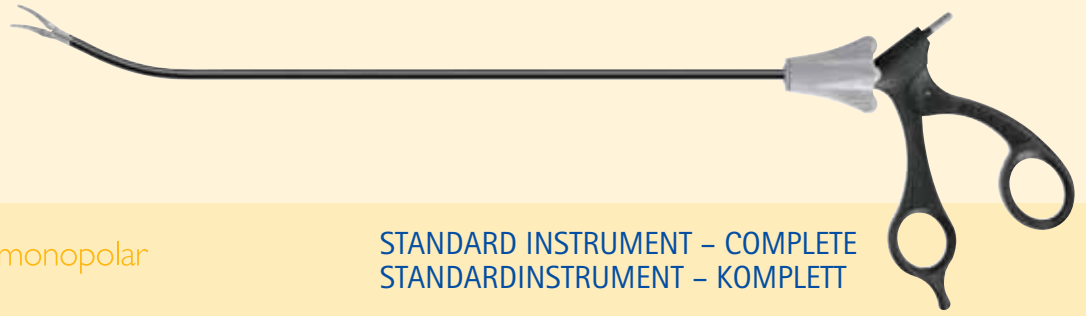 monopolar
STANDARD INSTRUMENT – COMPLETE
STANDARDINSTRUMENT – KOMPLETT